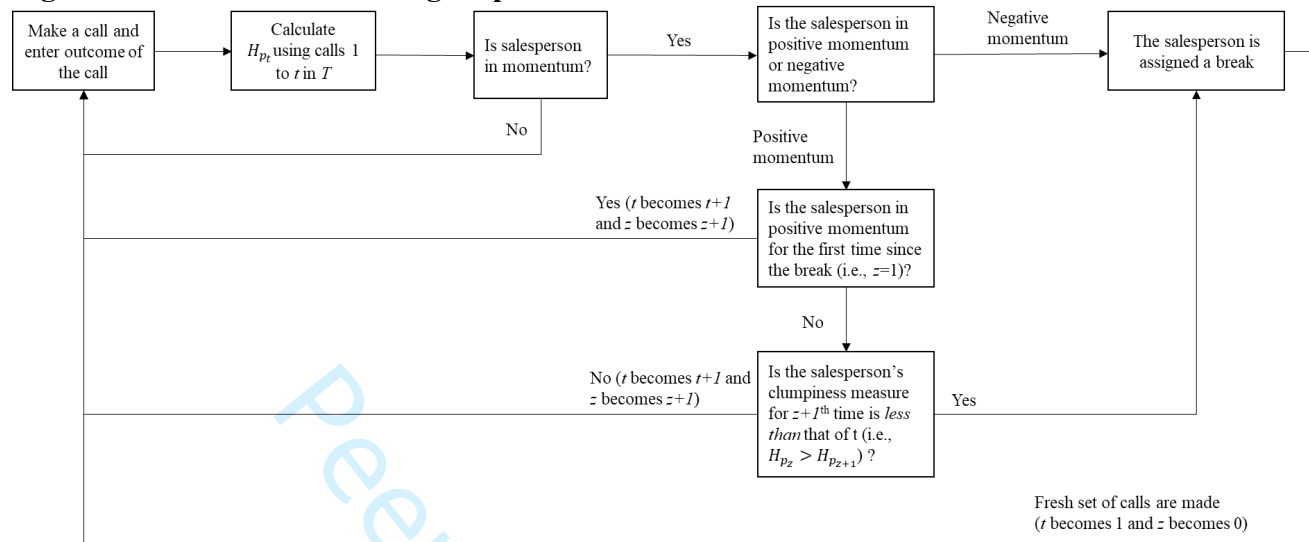 Make a call and
enter outcome of
the call
Calculate
H_{p_t} using calls 1
to t in T
Is salesperson
in momentum?
Yes
Is the salesperson in
positive momentum
or negative
momentum?
Negative
momentum
The salesperson is
assigned a break
No
Positive
momentum
Yes (t becomes t+1
and z becomes z+1)
Is the salesperson in
positive momentum
for the first time since
the break (i.e., z=1)?
No
No (t becomes t+1 and
z becomes z+1)
Is the salesperson's
clumpiness measure
for z+1th time is less
than that of t (i.e.,
H_{p_z} > H_{p_{z+1}}) ?
Yes
Fresh set of calls are made
(t becomes 1 and z becomes 0)
Peer